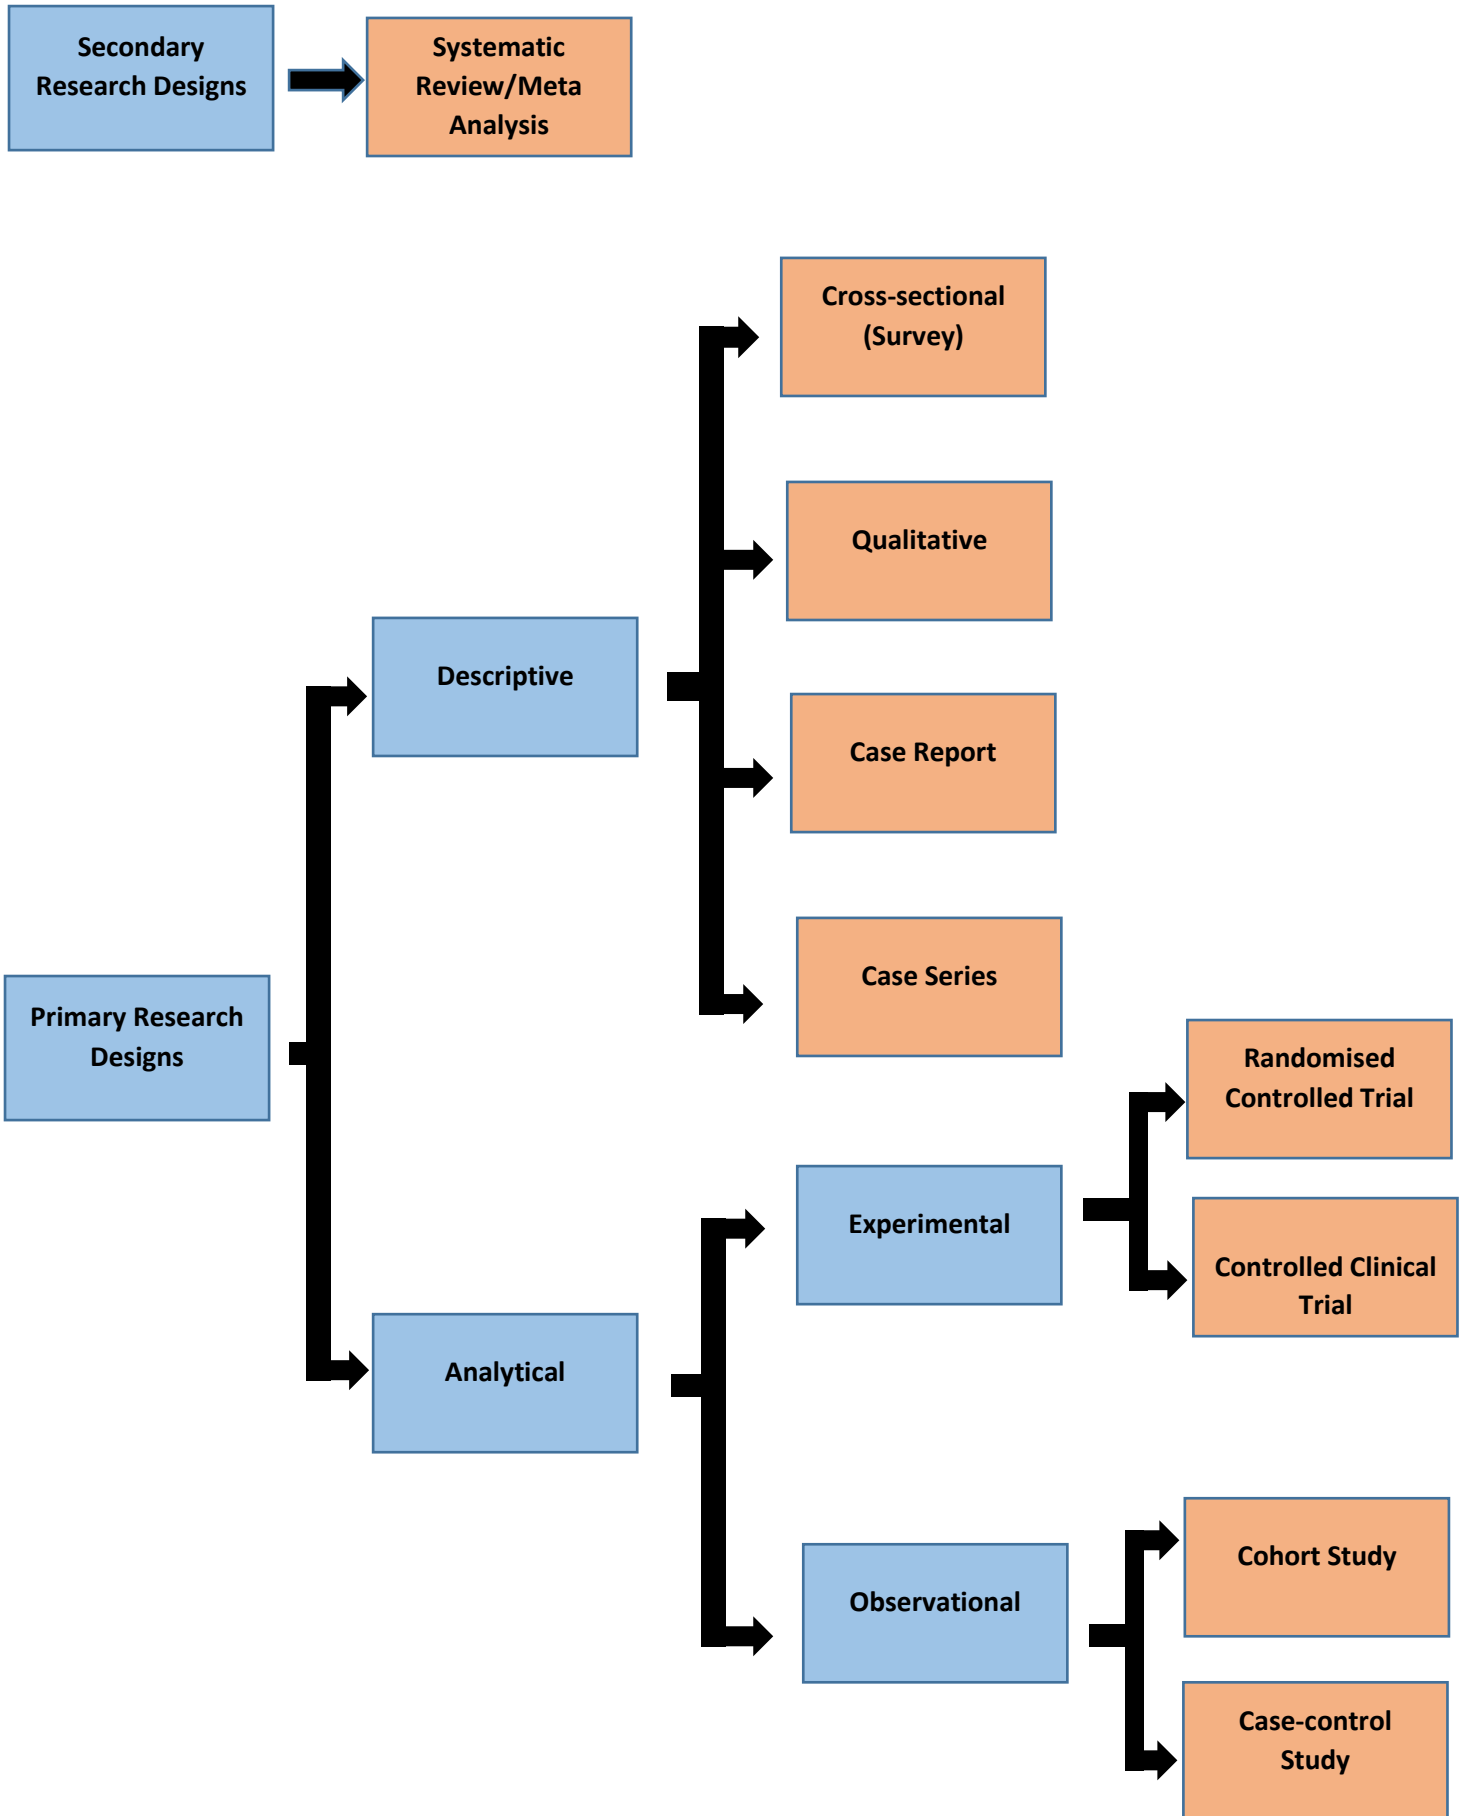 Secondary
Research Designs
Systematic
Review/Meta
Analysis
Cross-sectional
(Survey)
Qualitative
Descriptive
Case Report
Case Series
Primary Research
Designs
Randomised
Controlled Trial
Experimental
Controlled Clinical
Trial
Analytical
Cohort Study
Observational
Case-control
Study